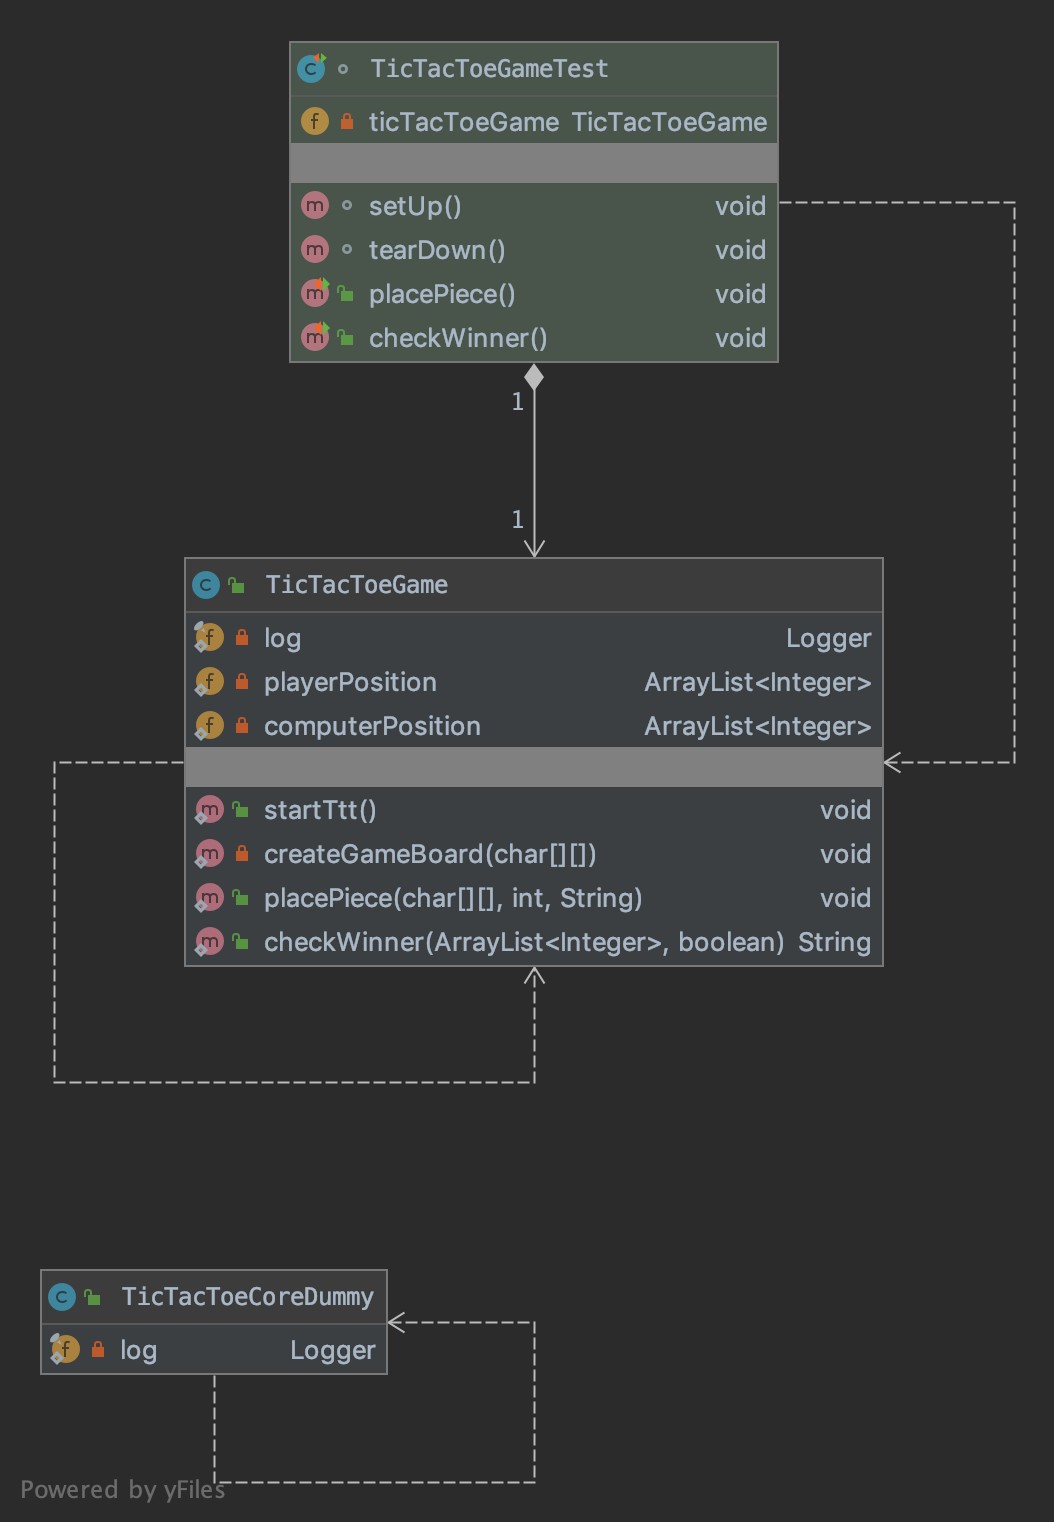 TicTacToeGameTest
ticTacToeGame TicTacToeGame
setUp() void
tearDown() void
placePiece() void
checkWinner() void
1
1
TicTacToeGame
log Logger
playerPosition ArrayList<Integer>
computerPosition ArrayList<Integer>
startTtt() void
createGameBoard(char[][]) void
placePiece(char[][], int, String) void
checkWinner(ArrayList<Integer>, boolean) String
TicTacToeCoreDummy
log Logger
Powered by yFiles